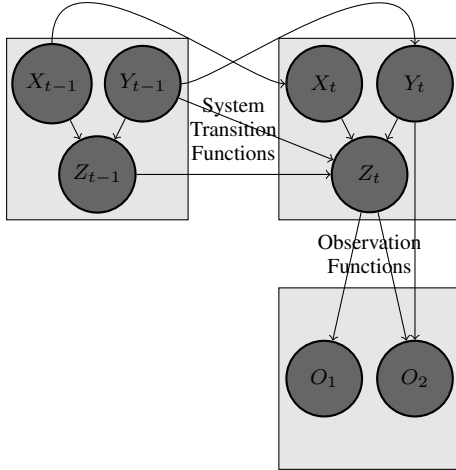 X_{t−1}
Y_{t−1}
X_t
Y_t
System
Transition
Functions
Z_{t−1}
Z_t
Observation
Functions
O_1
O_2